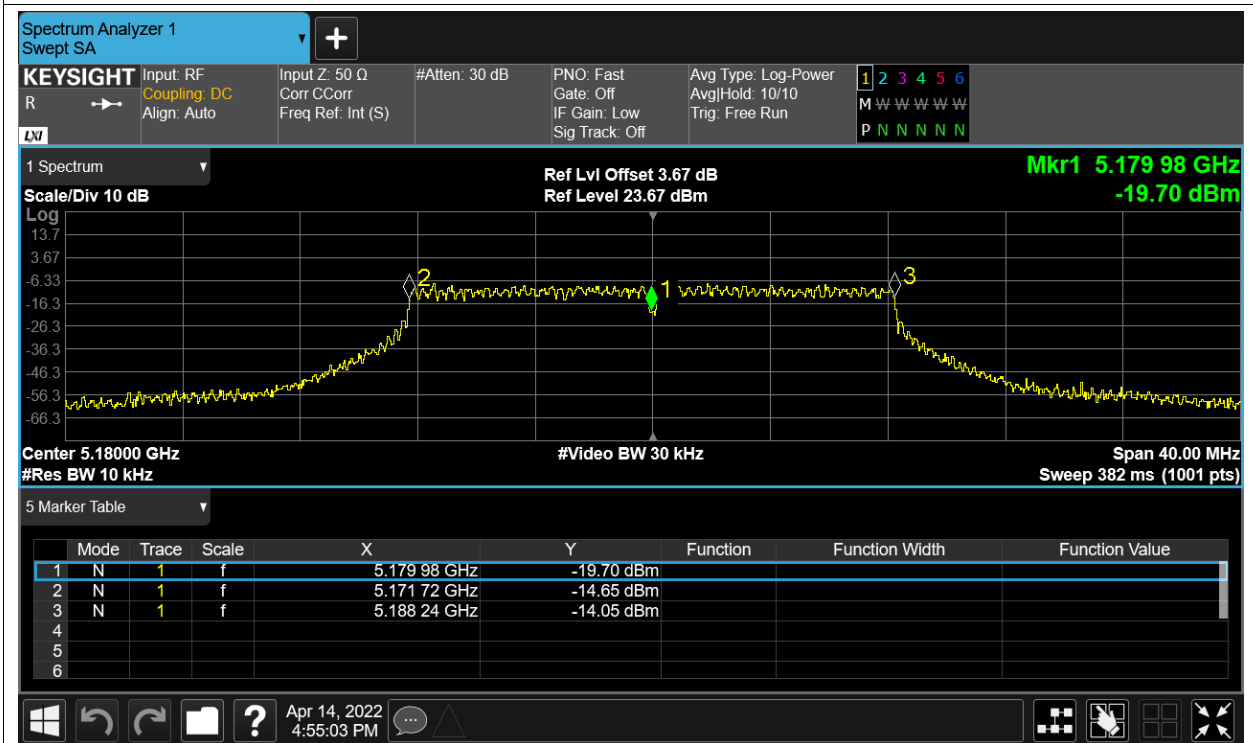 Spectrum Analyzer 1
Swept SA
KEYSIGHT Input: RF Input Z: 50 Ω #Atten: 30 dB PNO: Fast Avg Type: Log-Power 1 2 3 4 5 6
R Coupling: DC Corr CCorr Gate: Off Avg|Hold: 10/10 M W W W W W
Align: Auto Freq Ref: Int (S) IF Gain: Low Trig: Free Run
LXI Sig Track: Off P N N N N N
1 Spectrum Ref Lvl Offset 3.67 dB Mkr1 5.179 98 GHz
Scale/Div 10 dB Ref Level 23.67 dBm -19.70 dBm
Log
13.7
3.67
-6.33 2 3
-16.3 1
-26.3
-36.3
-46.3
-56.3
-66.3
Center 5.18000 GHz #Video BW 30 kHz Span 40.00 MHz
#Res BW 10 kHz Sweep 382 ms (1001 pts)
5 Marker Table
Mode Trace Scale X Y Function Function Width Function Value
1 N 1 f 5.179 98 GHz -19.70 dBm
2 N 1 f 5.171 72 GHz -14.65 dBm
3 N 1 f 5.188 24 GHz -14.05 dBm
4
5
6
? Apr 14, 2022
4:55:03 PM